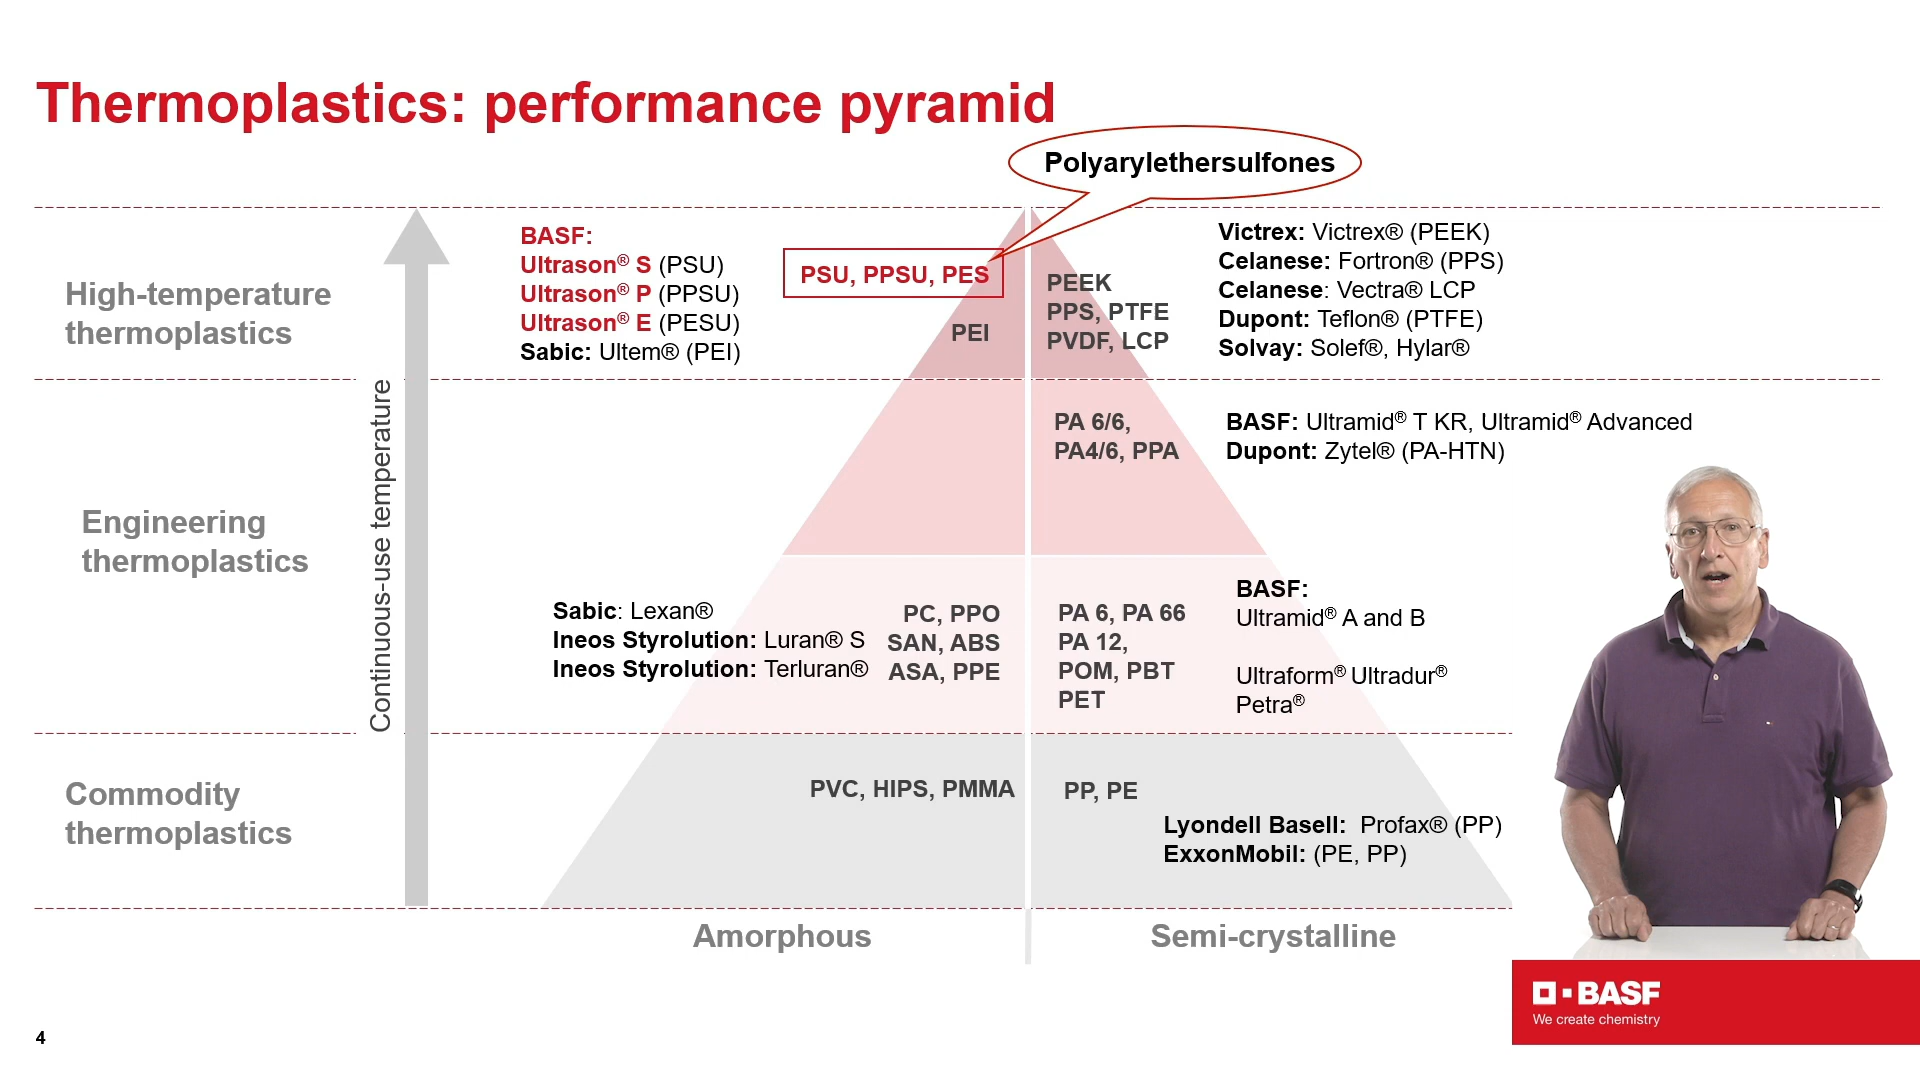 Thermoplastics: performance pyramid
Polyarylethersulfones
High-temperature
thermoplastics
BASF:
Ultrason® S (PSU)
Ultrason® P (PPSU)
Ultrason® E (PESU)
Sabic: Ultem® (PEI)
PSU, PPSU, PES
PEI
PEEK
PPS, PTFE
PVDF, LCP
Victrex: Victrex® (PEEK)
Celanese: Fortron® (PPS)
Celanese: Vectra® LCP
Dupont: Teflon® (PTFE)
Solvay: Solef®, Hylar®
Continuous-use temperature
Engineering
thermoplastics
PA 6/6,
PA4/6, PPA
BASF: Ultramid® T KR, Ultramid® Advanced
Dupont: Zytel® (PA-HTN)
Sabic: Lexan®
Ineos Styrolution: Luran® S
Ineos Styrolution: Terluran®
PC, PPO
SAN, ABS
ASA, PPE
PA 6, PA 66
PA 12,
POM, PBT
PET
BASF:
Ultramid® A and B
Ultraform® Ultradur®
Petra®
Commodity
thermoplastics
PVC, HIPS, PMMA
PP, PE
Lyondell Basell: Profax® (PP)
ExxonMobil: (PE, PP)
Amorphous
Semi-crystalline
BASF
We create chemistry
4